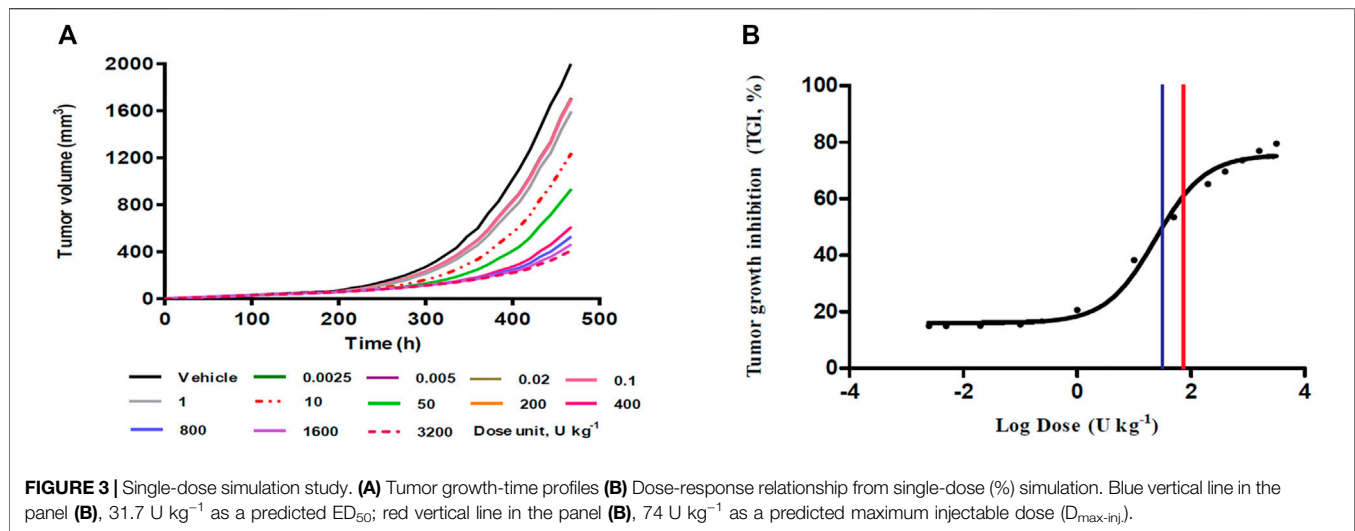 A
Tumor volume (mm³)
2000
1600
1200
800
400
0
0 100 200 300 400 500
Time (h)
Vehicle 0.0025 0.005 0.02 0.1
1 10 50 200 400
800 1600 3200 Dose unit, U kg⁻¹
B
Tumor growth inhibition (TGI, %)
100
80
60
40
20
0
-4 -2 0 2 4
Log Dose (U kg⁻¹)
FIGURE 3 | Single-dose simulation study. (A) Tumor growth-time profiles (B) Dose-response relationship from single-dose (%) simulation. Blue vertical line in the
panel (B), 31.7 U kg⁻¹ as a predicted ED₅₀; red vertical line in the panel (B), 74 U kg⁻¹ as a predicted maximum injectable dose (Dmax-inj.).